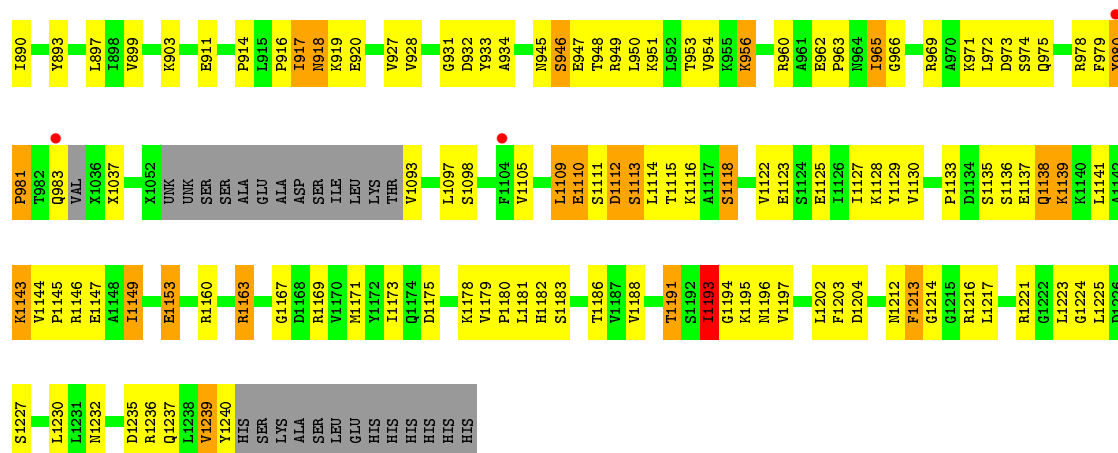 I890 Y893 L897 I898 V899 K903 E911 P914 L915 P916 I917 N918 K919 E920 V927 V928 G931 D932 Y933 A934 N945 S946 E947 T948 R949 L950 K951 L952 T953 V954 K955 K956 R960 A961 E962 P963 N964 I965 G966 R969 A970 K971 L972 D973 S974 Q975 R978 F979 Y980
P981 T982 Q983 VAL X1036 X1037 X1052 UNK UNK SER SER ALA GLU ALA ASP SER ILE LEU LYS THR V1093 L1097 S1098 F1104 V1105 L1109 E1110 S1111 D1112 S1113 L1114 T1115 K1116 A1117 S1118 V1122 E1123 S1124 E1125 I1126 I1127 K1128 Y1129 V1130 P1133 D1134 S1135 S1136 E1137 Q1138 K1139 K1140 L1141 A1142
K1143 V1144 P1145 R1146 E1147 A1148 I1149 E1153 R1160 R1163 G1167 D1168 R1169 V1170 M1171 Y1172 I1173 Q1174 D1175 K1178 V1179 P1180 L1181 H1182 S1183 T1186 V1187 V1188 T1191 S1192 I1193 G1194 K1195 N1196 V1197 L1202 F1203 D1204 N1212 F1213 G1214 G1215 R1216 L1217 R1221 G1222 L1223 G1224 L1225 D1226
S1227 L1230 L1231 N1232 D1235 R1236 Q1237 L1238 V1239 Y1240 HIS SER LYS ALA SER LEU GLU HIS HIS HIS HIS HIS HIS